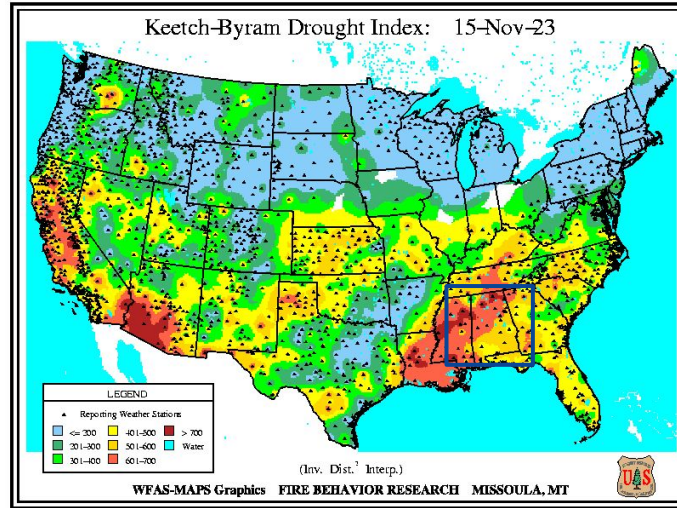 Keetch-Byram Drought Index: 15-Nov-23
LEGEND
Reporting Weather Stations
<= 200 401-500 > 700
201-300 501-600 Water
301-400 601-700
(Inv. Dist.² Interp.)
WFAS-MAPS Graphics FIRE BEHAVIOR RESEARCH MISSOULA, MT
U S